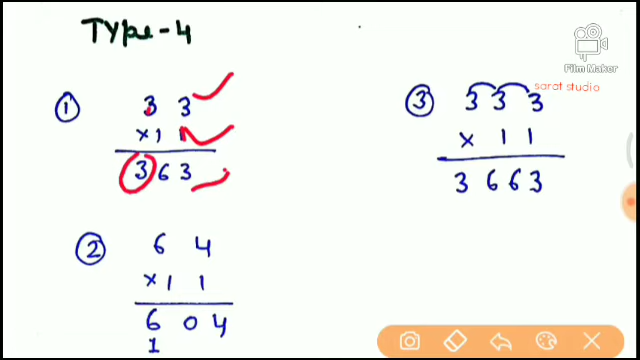 Type-4
Film Maker
sarat studio
① 3 3
×1 1
3 6 3
② 6 4
×1 1
6 0 4
1
③ 3 3 3
× 1 1
3 6 6 3